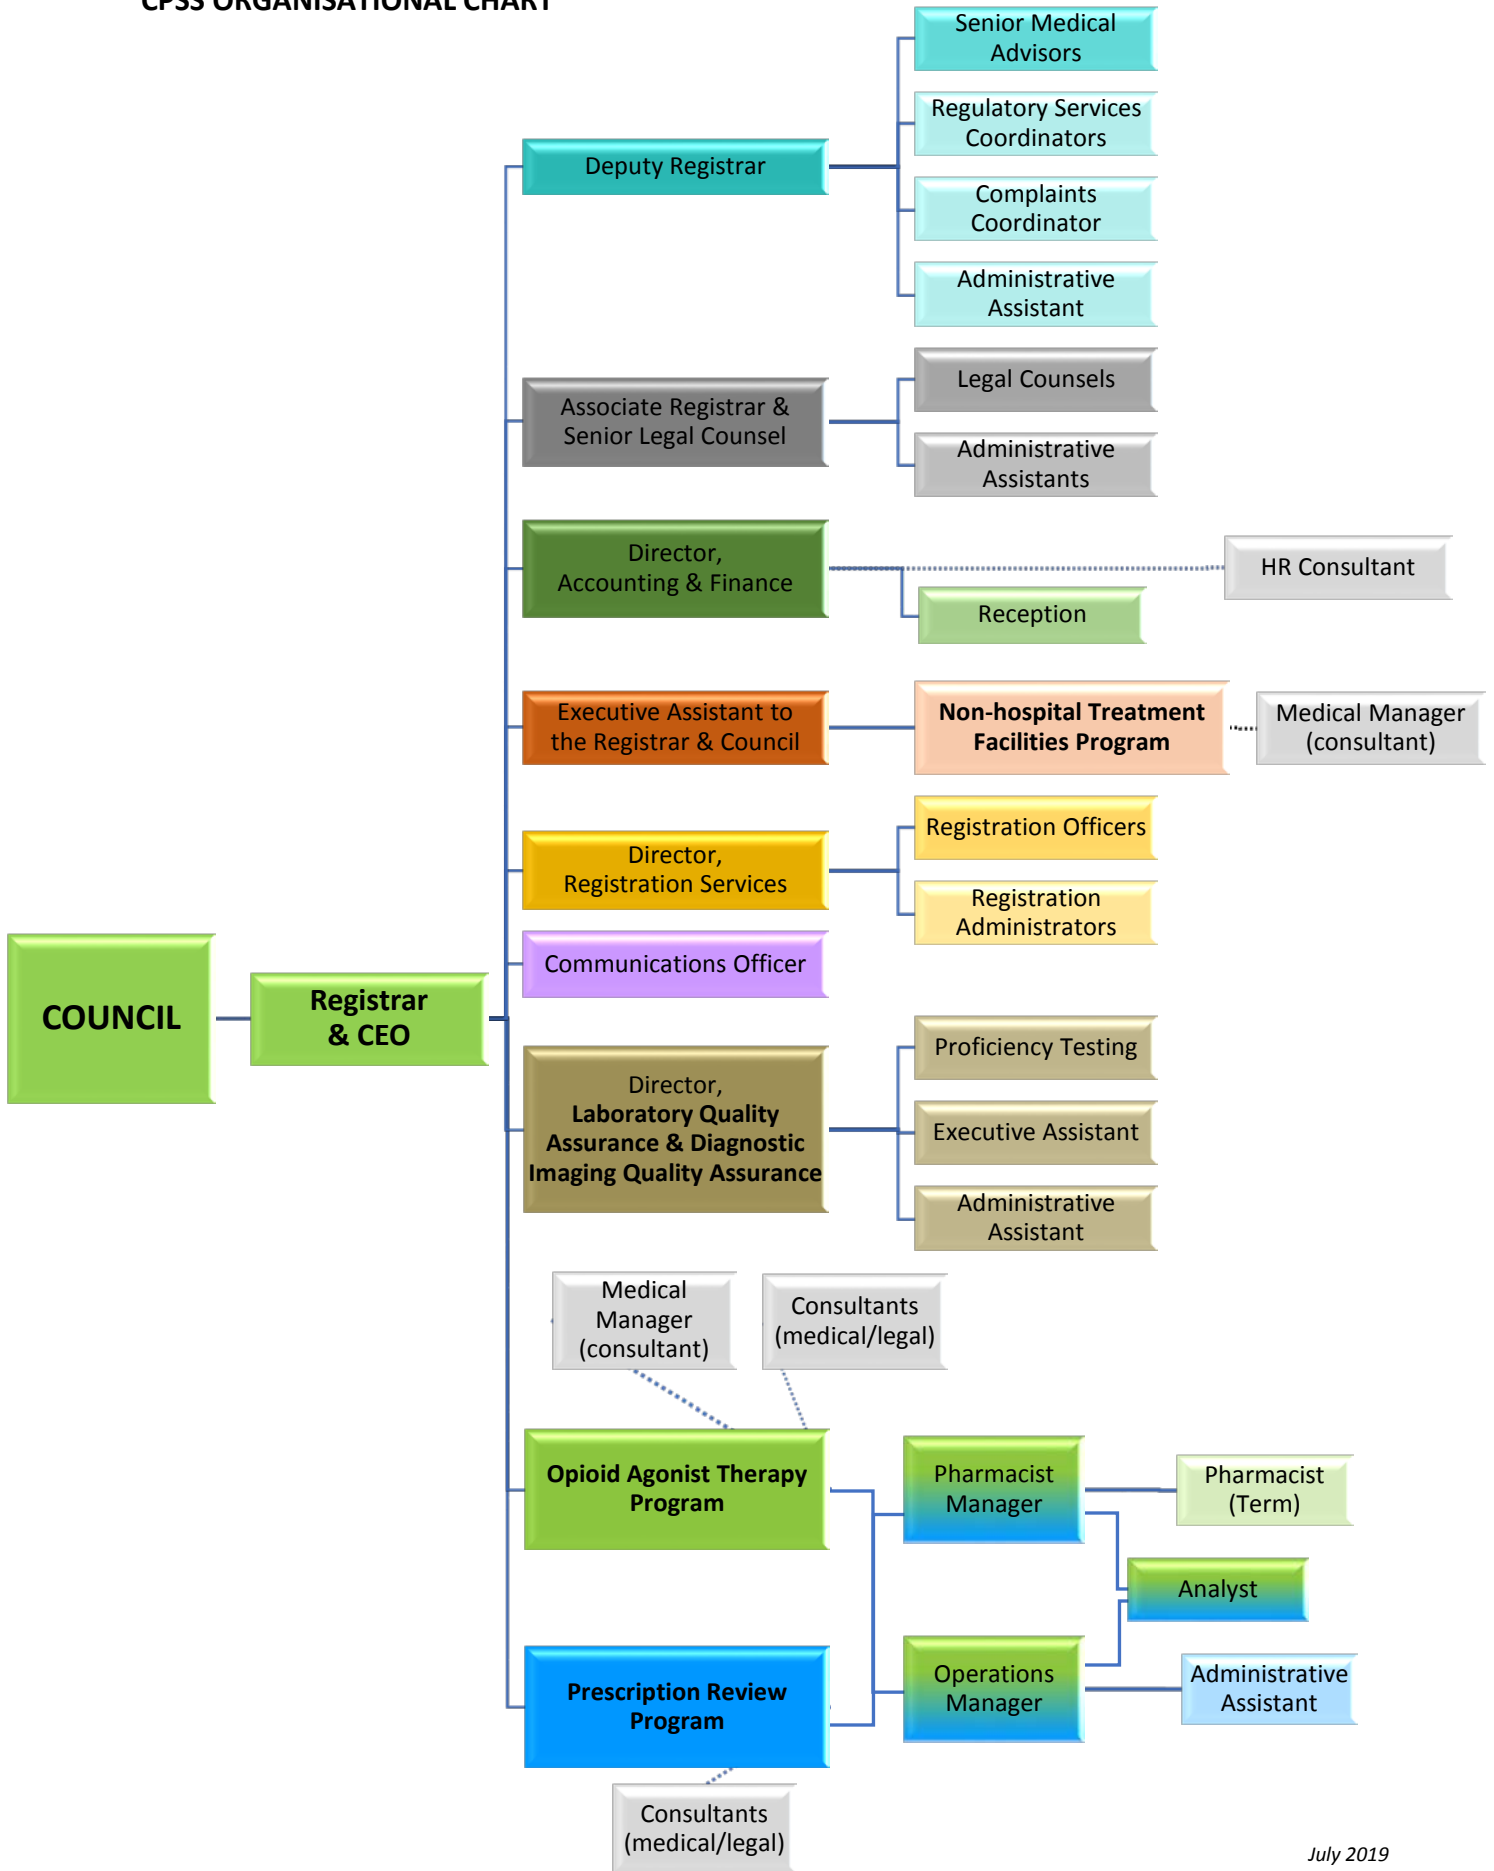 CPSS ORGANISATIONAL CHART
Senior Medical
Advisors
Regulatory Services
Coordinators
Deputy Registrar
Complaints
Coordinator
Administrative
Assistant
Associate Registrar &
Senior Legal Counsel
Legal Counsels
Administrative
Assistants
Director,
Accounting & Finance
HR Consultant
Reception
Executive Assistant to
the Registrar & Council
Non-hospital Treatment
Facilities Program
Medical Manager
(consultant)
Director,
Registration Services
Registration Officers
Registration
Administrators
Communications Officer
COUNCIL
Registrar
& CEO
Director,
Laboratory Quality
Assurance & Diagnostic
Imaging Quality Assurance
Proficiency Testing
Executive Assistant
Administrative
Assistant
Medical
Manager
(consultant)
Consultants
(medical/legal)
Opioid Agonist Therapy
Program
Pharmacist
Manager
Pharmacist
(Term)
Analyst
Prescription Review
Program
Operations
Manager
Administrative
Assistant
Consultants
(medical/legal)
July 2019